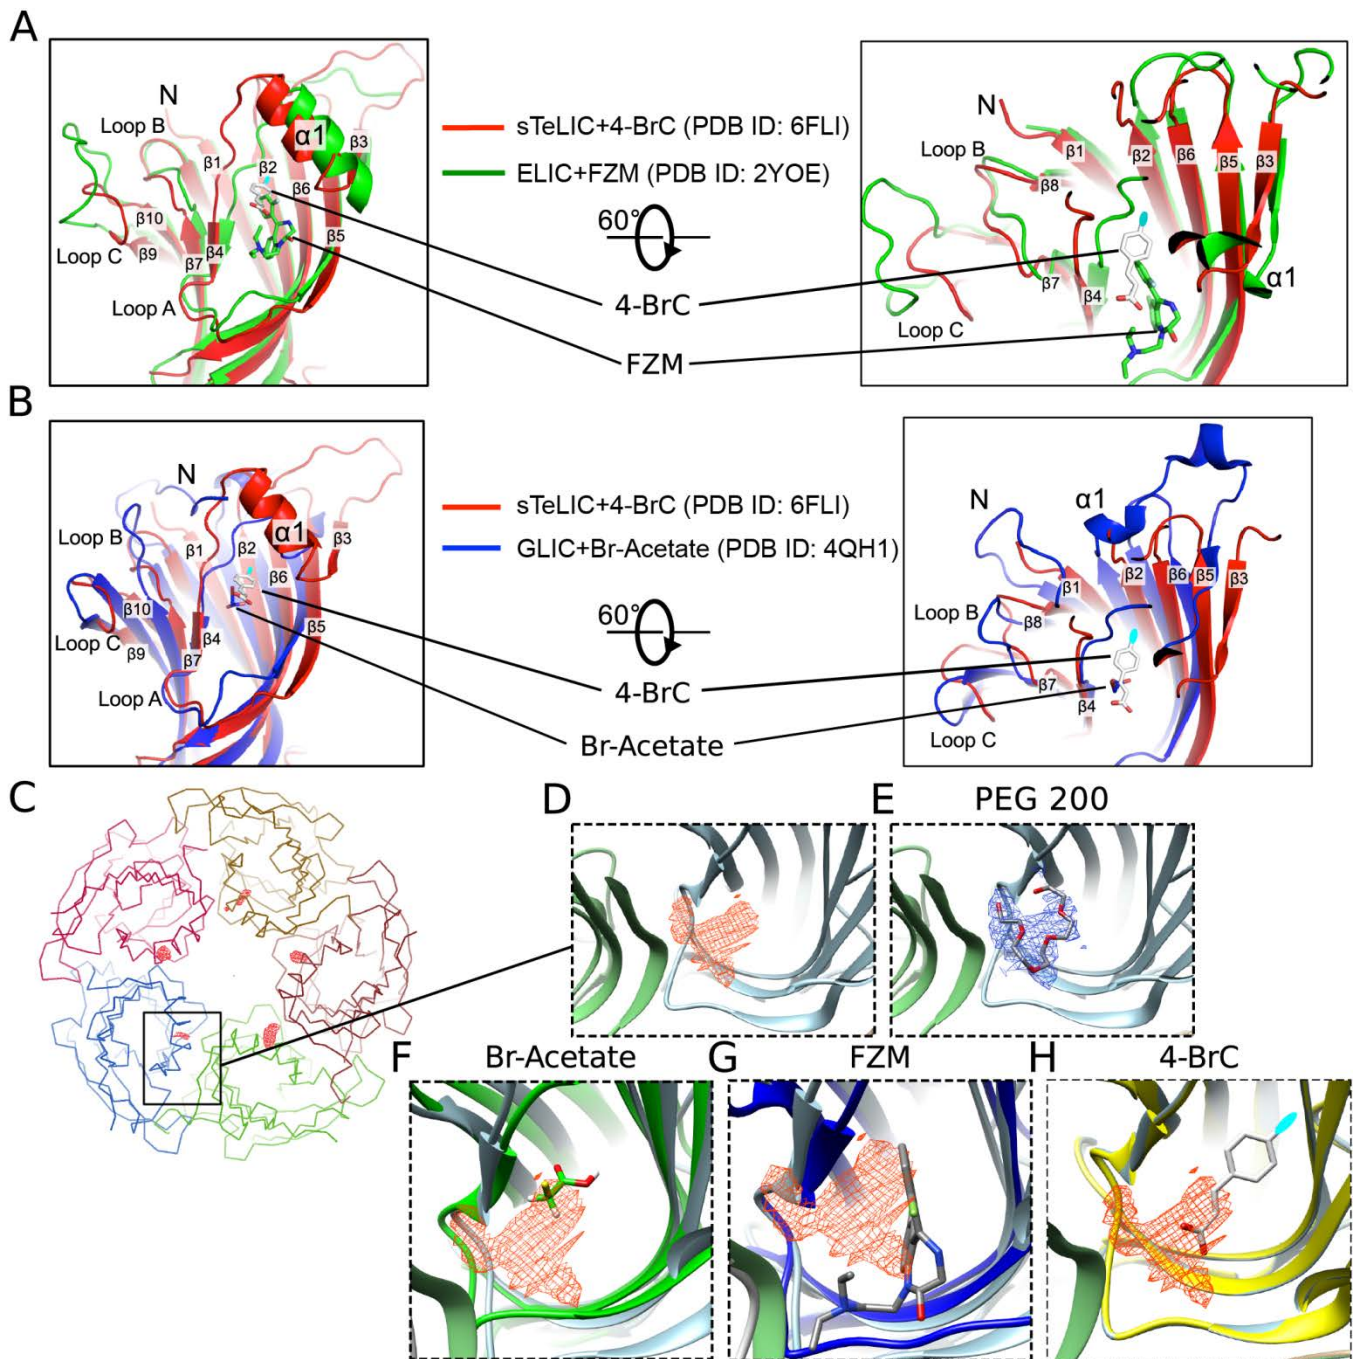 A
N
Loop B
α1
β3
β1
β2
β6
β10
Loop C
β9
β7
β4
β5
Loop A
sTeLIC+4-BrC (PDB ID: 6FLI)
ELIC+FZM (PDB ID: 2YOE)
60°
4-BrC
FZM
N
Loop B
β1
β2
β6
β5
β3
β8
β7
β4
α1
Loop C
B
N
α1
Loop B
β1
β2
β3
β6
β10
Loop C
β9
β4
β7
β5
Loop A
sTeLIC+4-BrC (PDB ID: 6FLI)
GLIC+Br-Acetate (PDB ID: 4QH1)
60°
4-BrC
Br-Acetate
N
α1
β1
β2
β6
β5
β3
Loop B
β8
β7
β4
Loop C
C
D
E
PEG 200
F
Br-Acetate
G
FZM
H
4-BrC